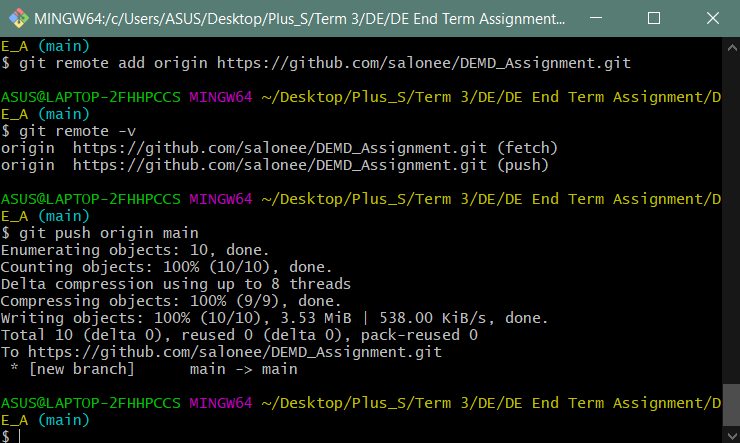 MINGW64:/c/Users/ASUS/Desktop/Plus_S/Term 3/DE/DE End Term Assignment...
E_A (main)
$ git remote add origin https://github.com/salonee/DEMD_Assignment.git
ASUS@LAPTOP-2FHHPCCS MINGW64 ~/Desktop/Plus_S/Term 3/DE/DE End Term Assignment/D
E_A (main)
$ git remote -v
origin  https://github.com/salonee/DEMD_Assignment.git (fetch)
origin  https://github.com/salonee/DEMD_Assignment.git (push)
ASUS@LAPTOP-2FHHPCCS MINGW64 ~/Desktop/Plus_S/Term 3/DE/DE End Term Assignment/D
E_A (main)
$ git push origin main
Enumerating objects: 10, done.
Counting objects: 100% (10/10), done.
Delta compression using up to 8 threads
Compressing objects: 100% (9/9), done.
Writing objects: 100% (10/10), 3.53 MiB | 538.00 KiB/s, done.
Total 10 (delta 0), reused 0 (delta 0), pack-reused 0
To https://github.com/salonee/DEMD_Assignment.git
 * [new branch]      main -> main
ASUS@LAPTOP-2FHHPCCS MINGW64 ~/Desktop/Plus_S/Term 3/DE/DE End Term Assignment/D
E_A (main)
$